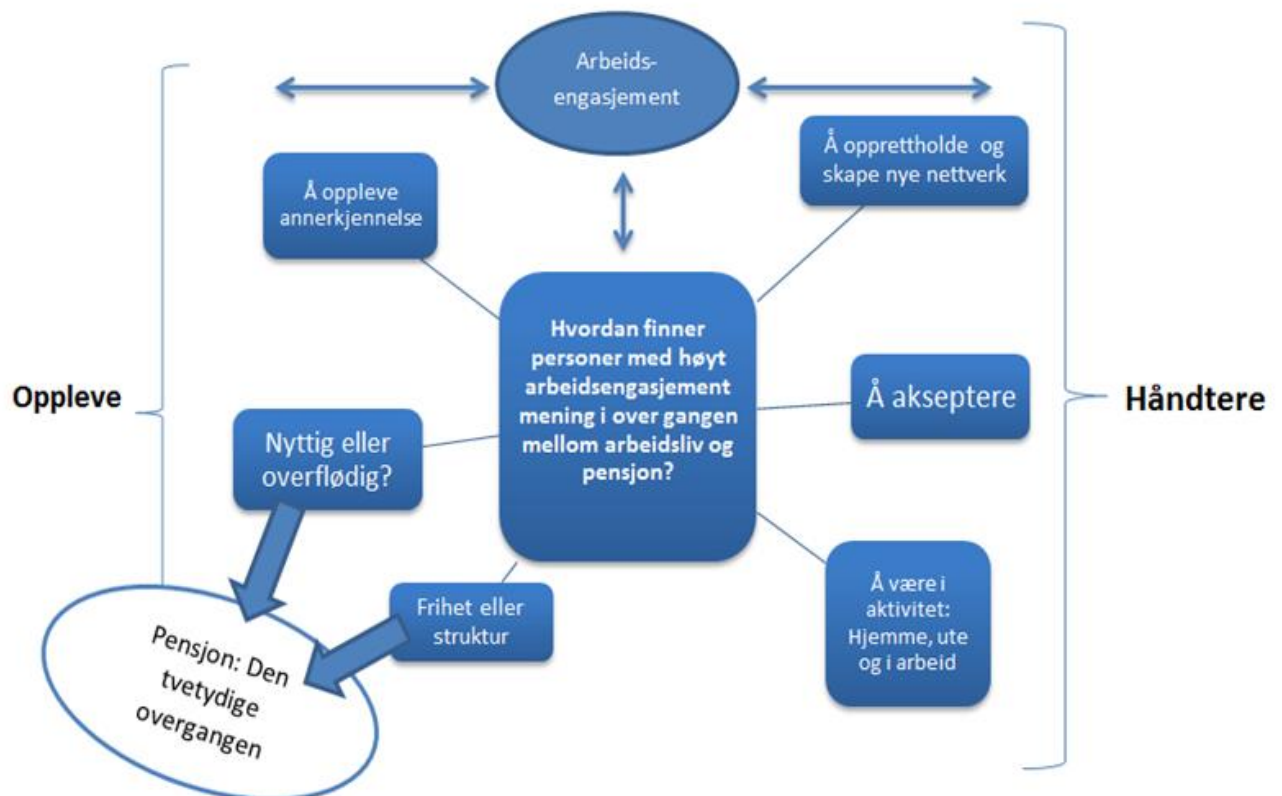 Arbeids-
engasjement
Å oppleve
annerkjennelse
Å opprettholde og
skape nye nettverk
Hvordan finner
personer med høyt
arbeidsengasjement
mening i over gangen
mellom arbeidsliv og
pensjon?
Oppleve
Håndtere
Å akseptere
Nyttig eller
overflødig?
Frihet eller
struktur
Å være i
aktivitet:
Hjemme, ute
og i arbeid
Pensjon: Den
tvetydige
overgangen